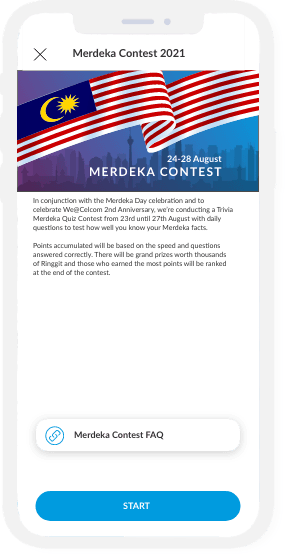 Merdeka Contest 2021
24-28 August
MERDEKA CONTEST
In conjunction with the Merdeka Day celebration and to
celebrate We@Celcom 2nd Anniversary, we're conducting a Trivia
Merdeka Quiz Contest from 23rd until 27th August with daily
questions to test how well you know your Merdeka facts.
Points accumulated will be based on the speed and questions
answered correctly. There will be grand prizes worth thousands
of Ringgit and those who earned the most points will be ranked
at the end of the contest.
Merdeka Contest FAQ
START